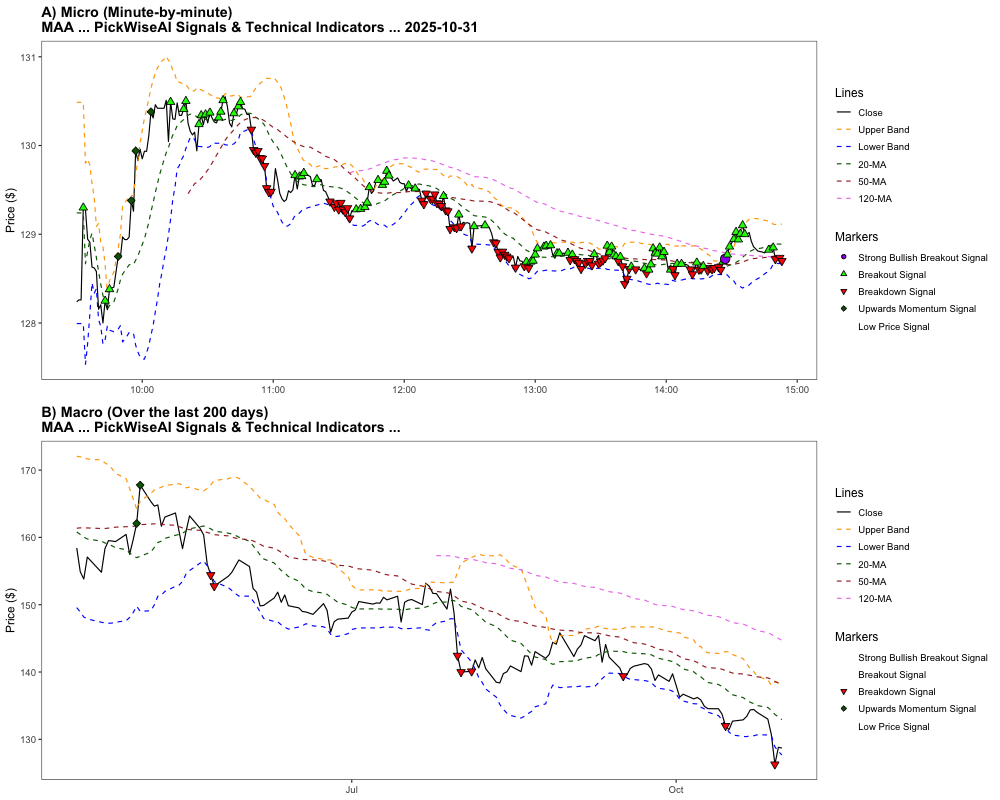 A) Micro (Minute-by-minute)
MAA ... PickWiseAI Signals & Technical Indicators ... 2025-10-31
131
130
129
128
Price ($)
10:00
11:00
12:00
13:00
14:00
15:00
Lines
Close
Upper Band
Lower Band
20-MA
50-MA
120-MA
Markers
Strong Bullish Breakout Signal
Breakout Signal
Breakdown Signal
Upwards Momentum Signal
Low Price Signal
B) Macro (Over the last 200 days)
MAA ... PickWiseAI Signals & Technical Indicators ...
170
160
150
140
130
Price ($)
Jul
Oct
Lines
Close
Upper Band
Lower Band
20-MA
50-MA
120-MA
Markers
Strong Bullish Breakout Signal
Breakout Signal
Breakdown Signal
Upwards Momentum Signal
Low Price Signal